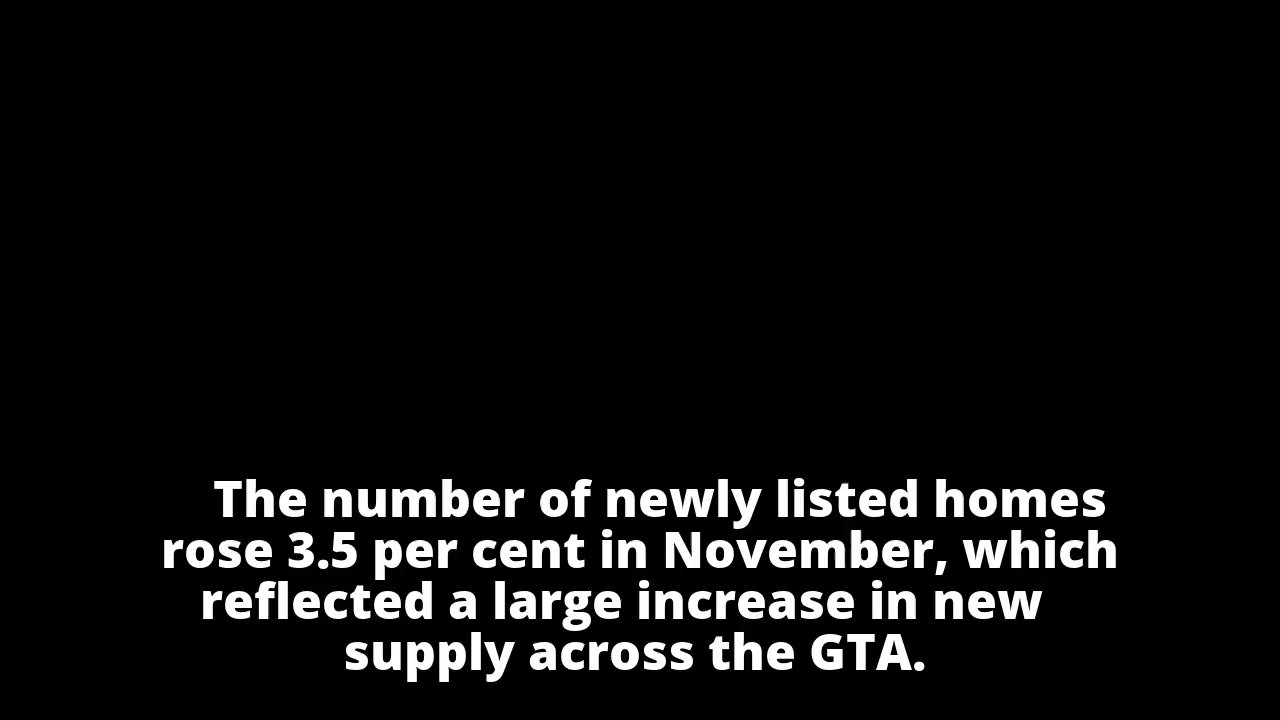 The number of newly listed homes
rose 3.5 per cent in November, which
reflected a large increase in new
supply across the GTA.